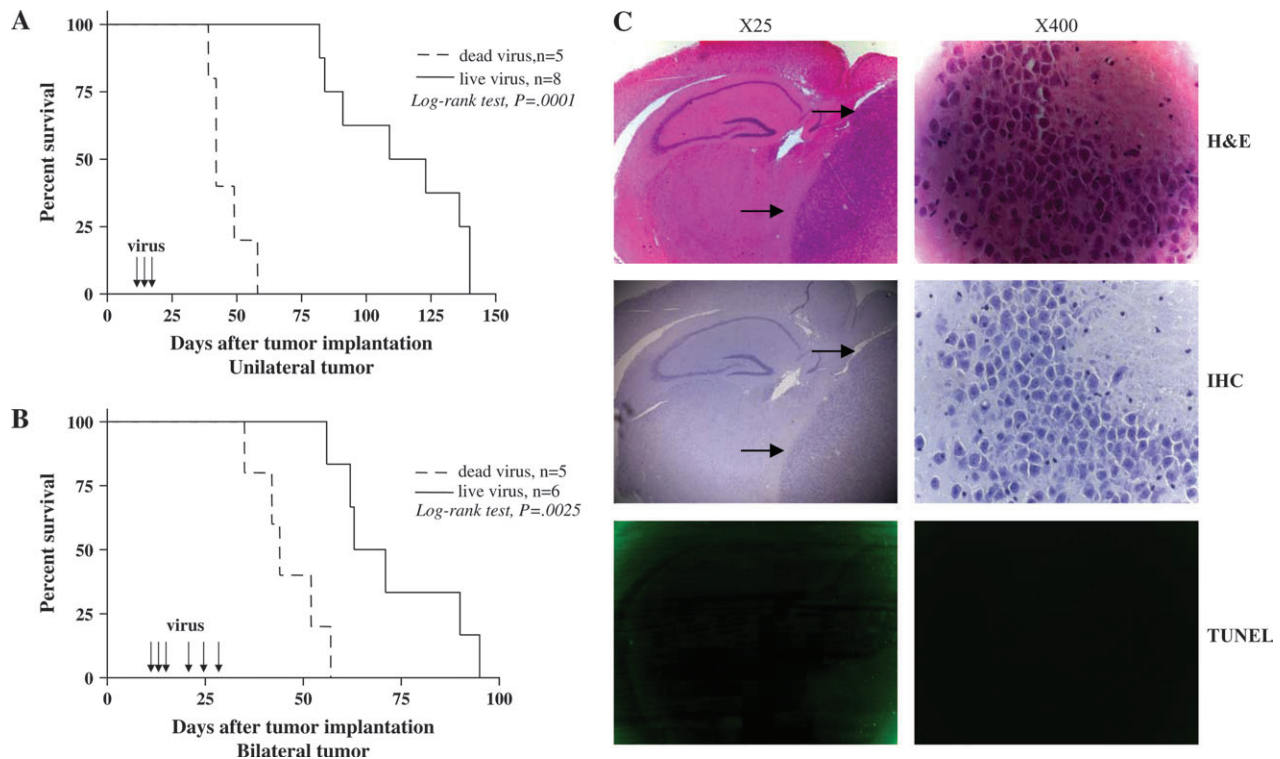 A
Percent survival
100
75
50
25
0
dead virus,n=5
live virus, n=8
Log-rank test, P=.0001
virus
0 25 50 75 100 125 150
Days after tumor implantation
Unilateral tumor
B
Percent survival
100
75
50
25
0
dead virus, n=5
live virus, n=6
Log-rank test, P=.0025
virus
0 25 50 75 100
Days after tumor implantation
Bilateral tumor
C
X25 X400
H&E
IHC
TUNEL